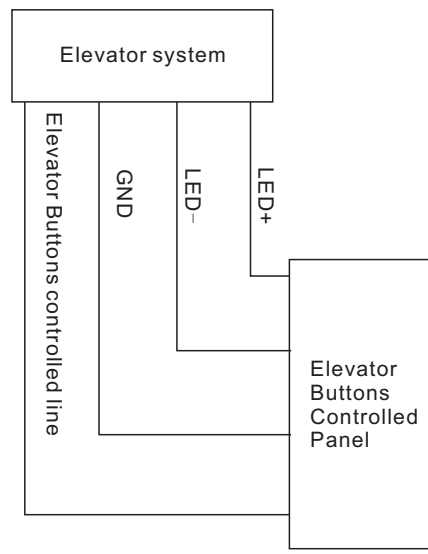 Elevator system
Elevator Buttons controlled line
GND
LED-
LED+
Elevator
Buttons
Controlled
Panel